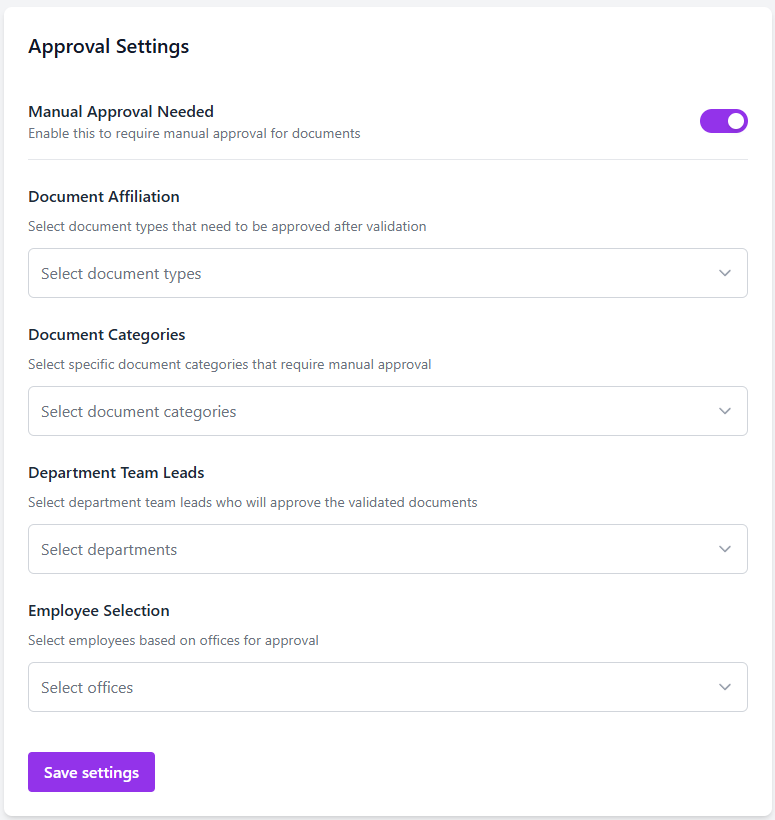 Approval Settings
Manual Approval Needed
Enable this to require manual approval for documents
Document Affiliation
Select document types that need to be approved after validation
Select document types
Document Categories
Select specific document categories that require manual approval
Select document categories
Department Team Leads
Select department team leads who will approve the validated documents
Select departments
Employee Selection
Select employees based on offices for approval
Select offices
Save settings